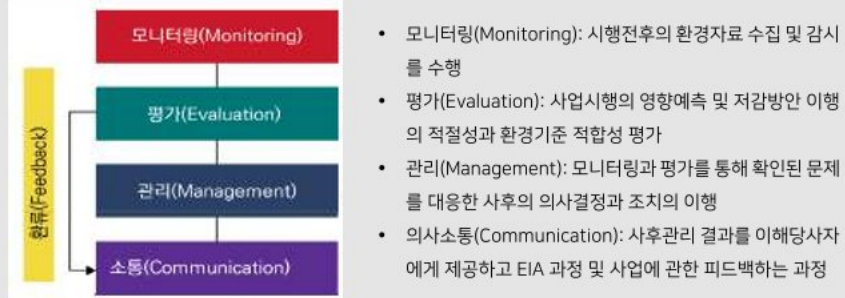 모니터링(Monitoring)
평가(Evaluation)
관리(Management)
소통(Communication)
환류(Feedback)
• 모니터링(Monitoring): 시행전후의 환경자료 수집 및 감시
를 수행
• 평가(Evaluation): 사업시행의 영향예측 및 저감방안 이행
의 적절성과 환경기준 적합성 평가
• 관리(Management): 모니터링과 평가를 통해 확인된 문제
를 대응한 사후의 의사결정과 조치의 이행
• 의사소통(Communication): 사후관리 결과를 이해당사자
에게 제공하고 EIA 과정 및 사업에 관한 피드백하는 과정